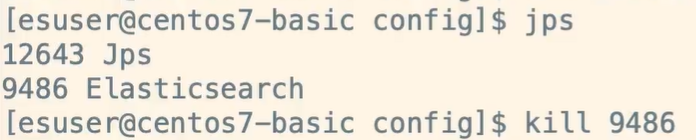 [esuser@centos7-basic config]$ jps
12643 Jps
9486 Elasticsearch
[esuser@centos7-basic config]$ kill 9486